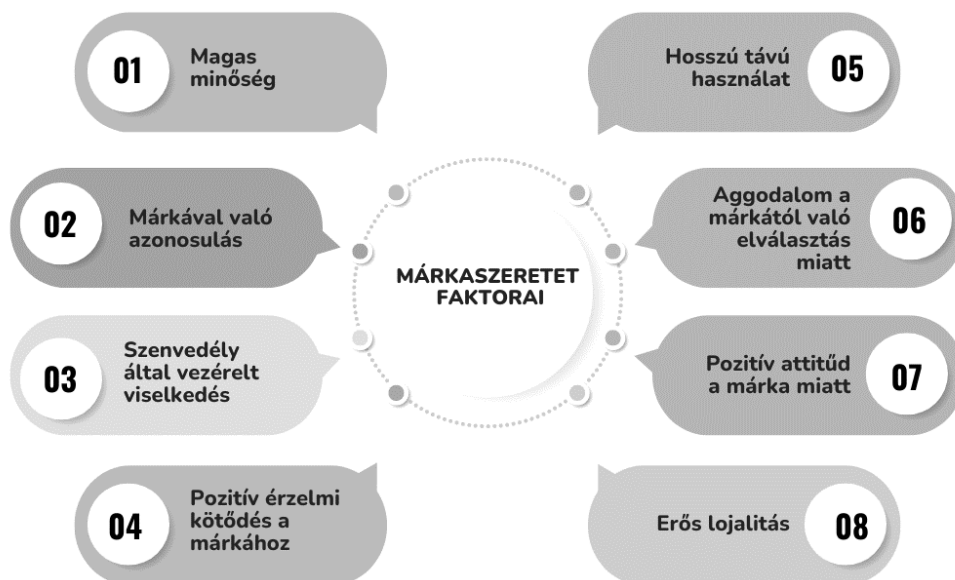 01
Magas
minőség
02
Márkával való
azonosulás
03
Szenvedély
által vezérelt
viselkedés
04
Pozitív érzelmi
kötődés a
márkához
MÁRKASZERETET
FAKTORAI
Hosszú távú
használat
05
Aggodalom a
márkától való
elválasztás
miatt
06
Pozitív attitűd
a márka miatt
07
Erős lojalitás
08